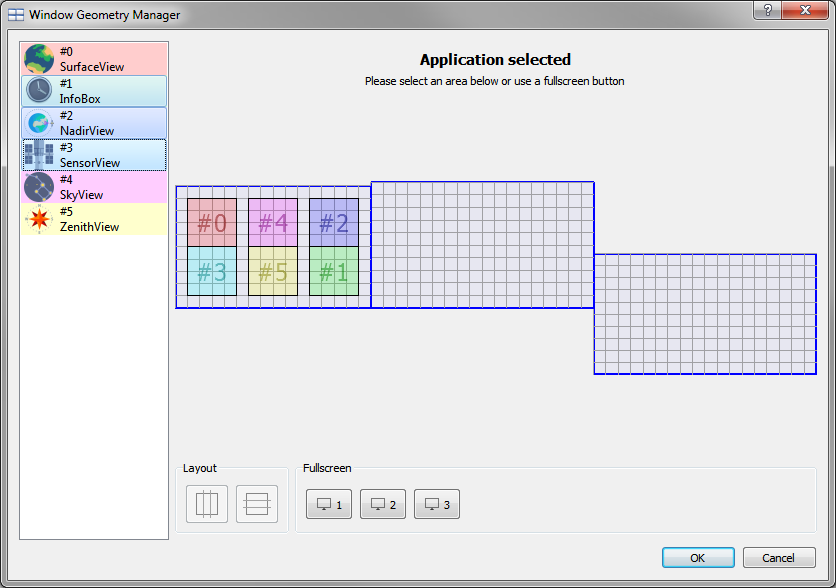 Window Geometry Manager
?
#0
SurfaceView
#1
InfoBox
#2
NadirView
#3
SensorView
#4
SkyView
#5
ZenithView
Application selected
Please select an area below or use a fullscreen button
#0 #4 #2
#3 #5 #1
Layout
Fullscreen
1 2 3
OK Cancel